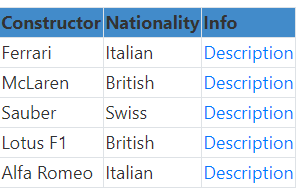 Constructor Nationality Info
Ferrari Italian Description
McLaren British Description
Sauber Swiss Description
Lotus F1 British Description
Alfa Romeo Italian Description